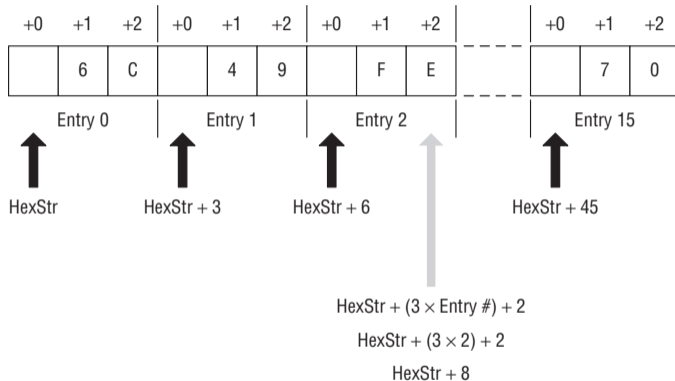 +0 +1 +2 +0 +1 +2 +0 +1 +2 +0 +1 +2
6 C 4 9 F E 7 0
Entry 0 Entry 1 Entry 2 Entry 15
HexStr HexStr + 3 HexStr + 6 HexStr + 45
HexStr + (3 × Entry #) + 2
HexStr + (3 × 2) + 2
HexStr + 8